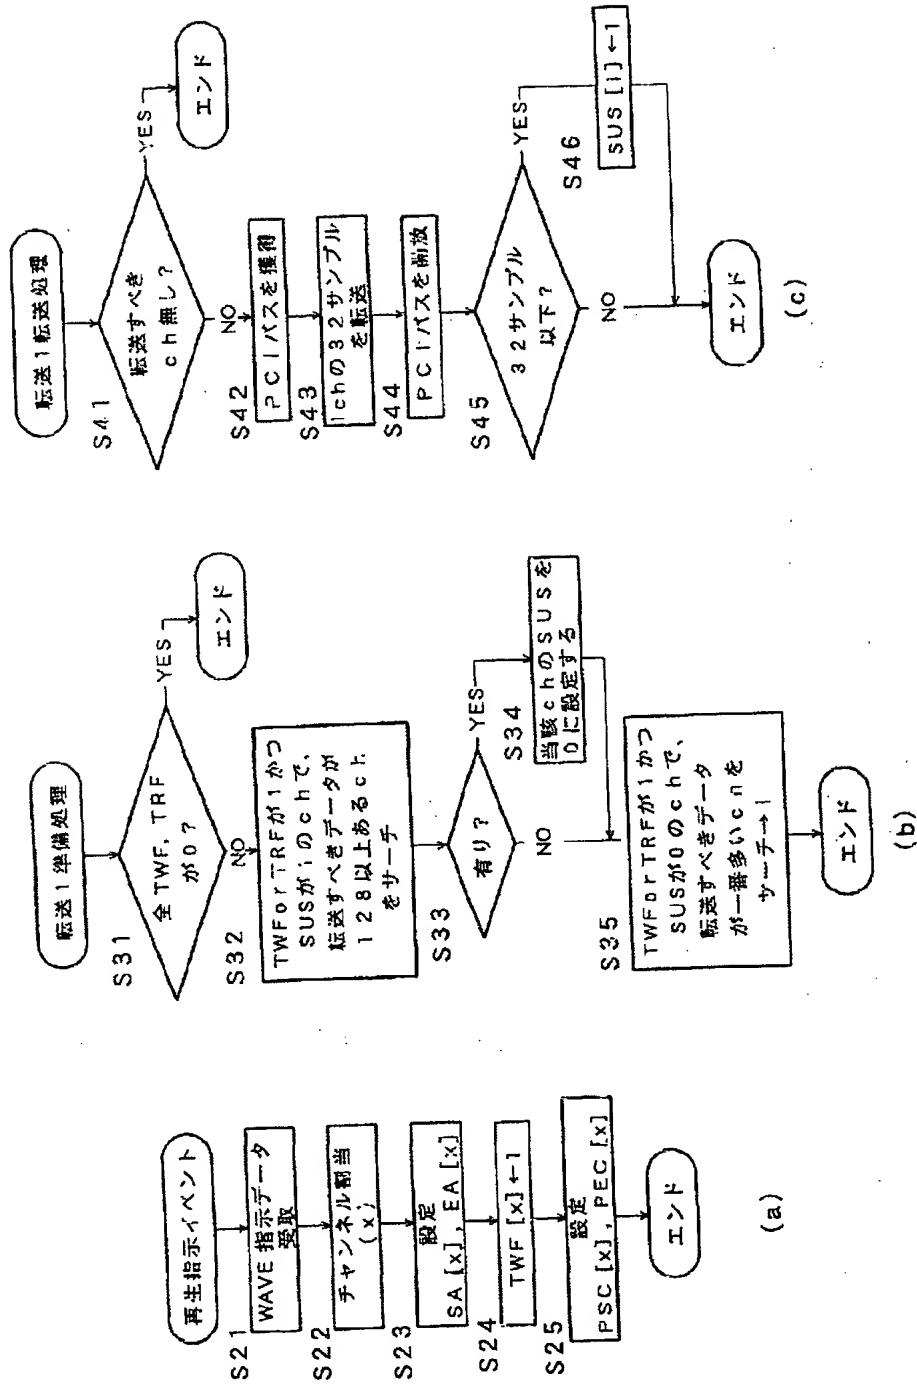 再生指示イベント
S21
WAVE指示データ
受取
S22
チャンネル割当
(x)
S23
設定
SA[x],EA[x]
S24
TWF[x]←1
S25
設定
PSC[x],PEC[x]
エンド
(a)
転送1準備処理
S31
全TWF,TRF
が0?
YES
エンド
NO
S32
TWForTRFが1かつ
SUSが1のchで、
転送すべきデータが
128以上あるch
をサーチ
S33
有り?
YES
S34
当該chのSUSを
0に設定する
NO
S35
TWForTRFが1かつ
SUSが0のchで、
転送すべきデータ
が一番多いchを
サーチ→l
エンド
(b)
転送1転送処理
S41
転送すべき
ch無し?
YES
エンド
NO
S42
PCIバスを獲得
S43
lchの32サンプル
を転送
S44
PCIバスを開放
S45
32サンプル
以下?
YES
S46
SUS[l]←1
NO
エンド
(c)